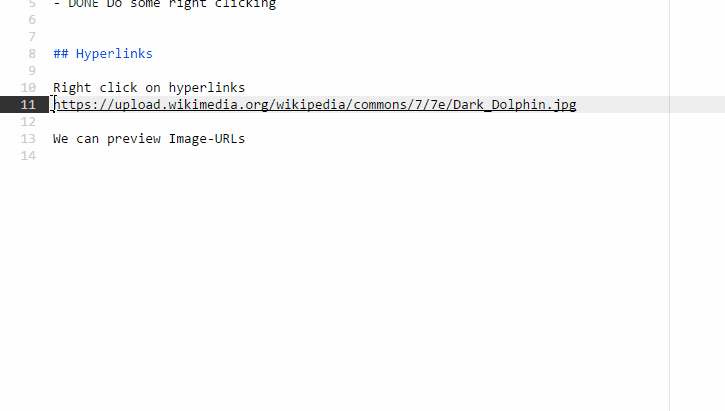 5 - DONE Do some right clicking
6
7
8 ## Hyperlinks
9
10 Right click on hyperlinks
11 https://upload.wikimedia.org/wikipedia/commons/7/7e/Dark_Dolphin.jpg
12
13 We can preview Image-URLs
14